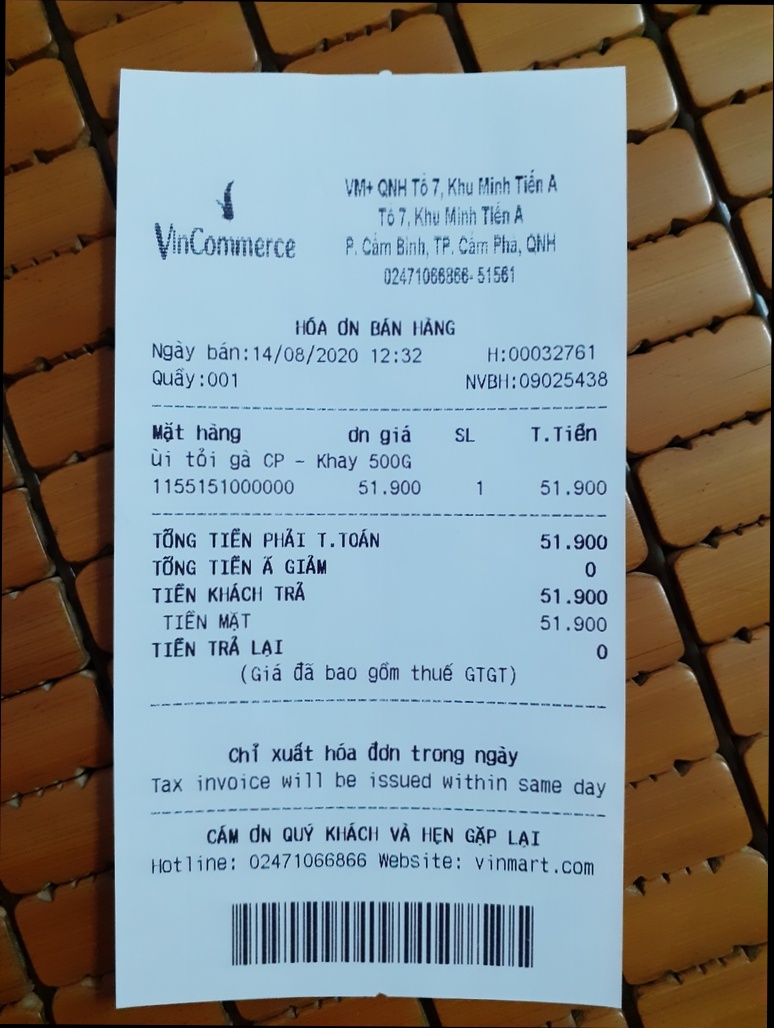 VinCommerce
VM+ QNH Tổ 7, Khu Minh Tiến A
Tổ 7, Khu Minh Tiến A
P. Cẩm Bình, TP. Cẩm Phả, QNH
02471066866-51561
HÓA ƠN BÁN HÀNG
Ngày bán:14/08/2020 12:32 H:00032761
Quầy:001 NVBH:09025438
Mặt hàng ơn giá SL T.Tiền
ùi tỏi gà CP - Khay 500G
1155151000000 51.900 1 51.900
TỔNG TIỀN PHẢI T.TOÁN 51.900
TỔNG TIỀN Ã GIẢM 0
TIỀN KHÁCH TRẢ 51.900
TIỀN MẶT 51.900
TIỀN TRẢ LẠI 0
(Giá đã bao gồm thuế GTGT)
Chỉ xuất hóa đơn trong ngày
Tax invoice will be issued within same day
CẢM ƠN QUÝ KHÁCH VÀ HẸN GẶP LẠI
Hotline: 02471066866 Website: vinmart.com